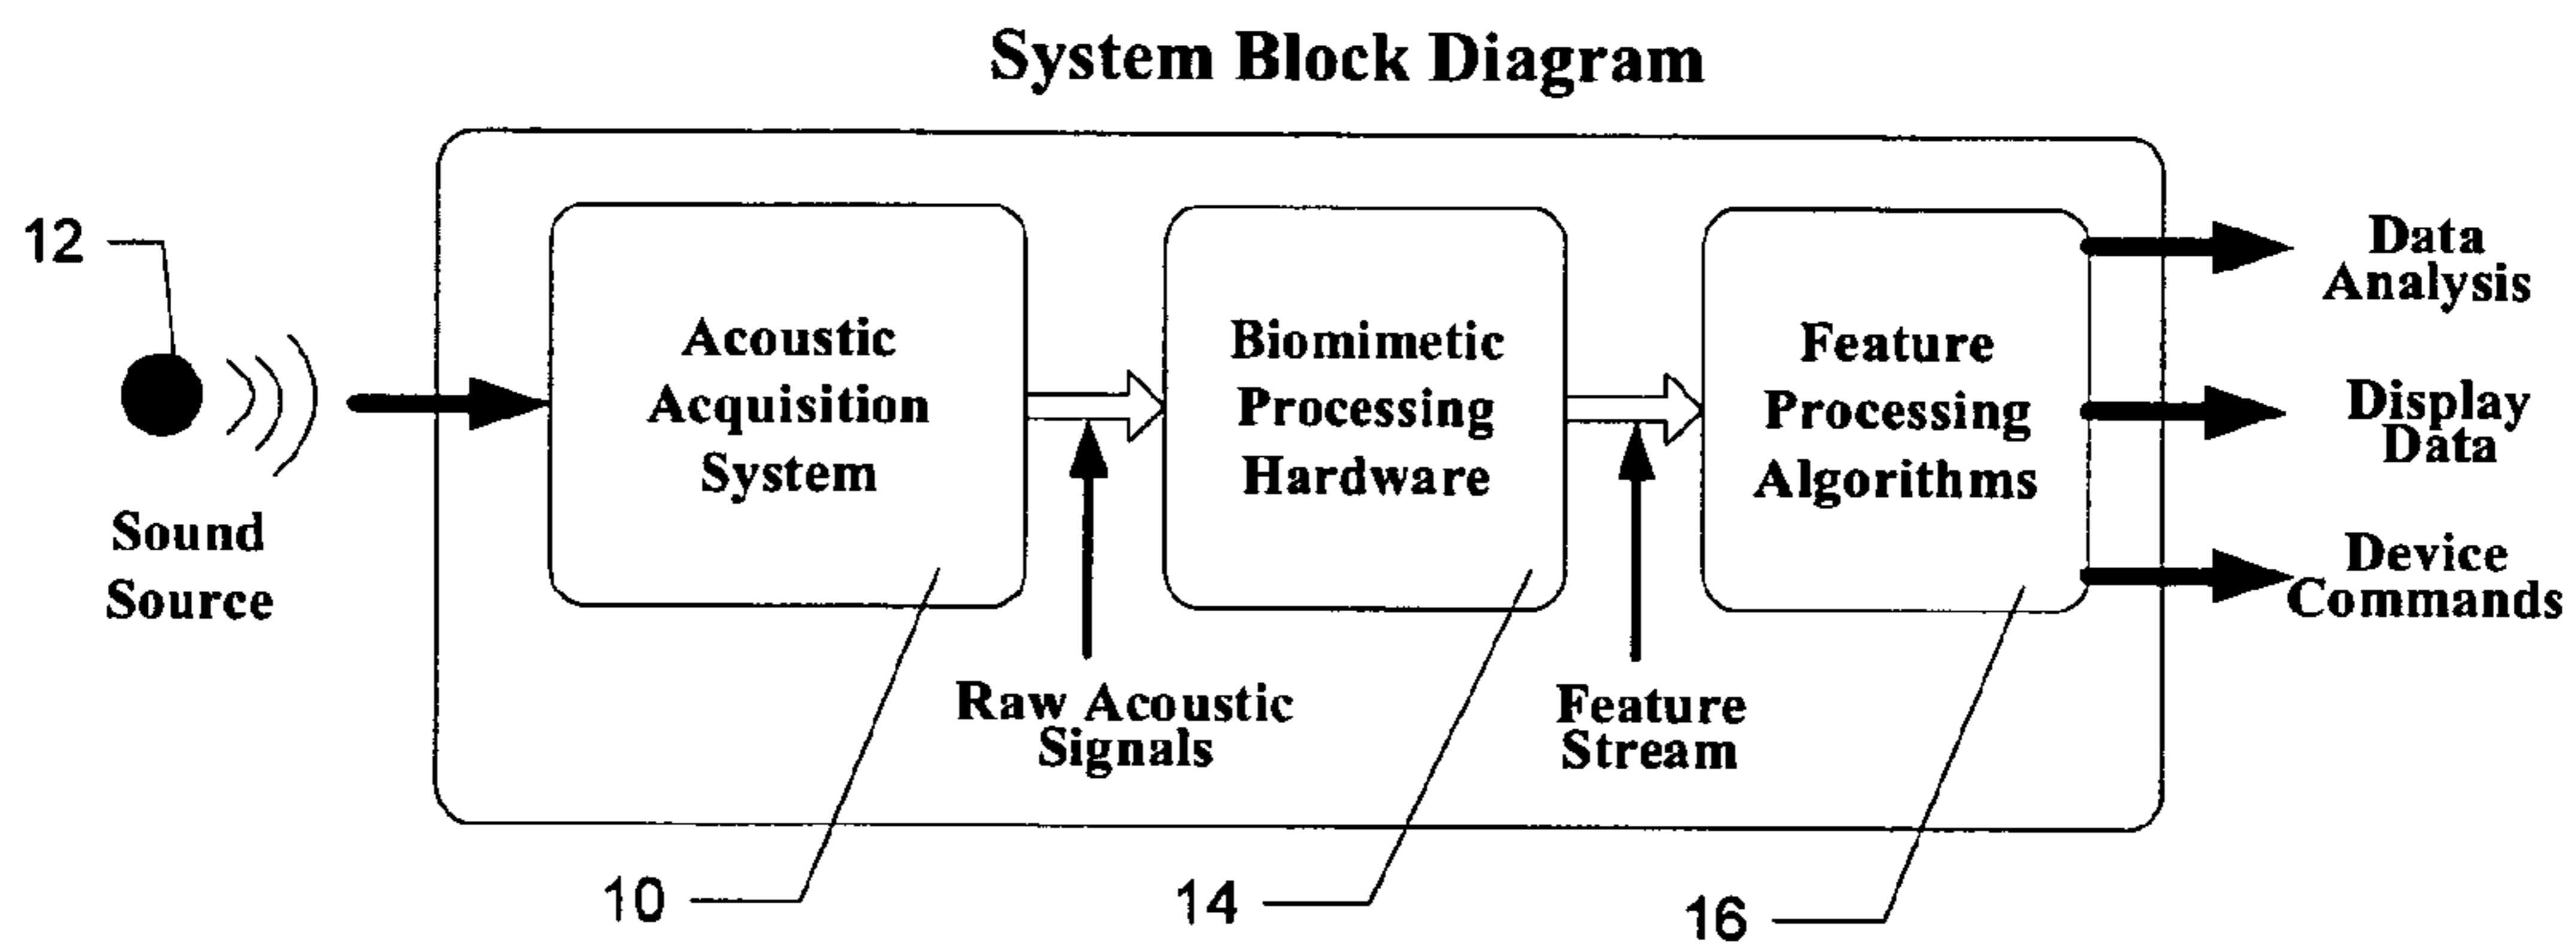 System Block Diagram
12
Sound
Source
Acoustic
Acquisition
System
Raw Acoustic
Signals
Biomimetic
Processing
Hardware
Feature
Stream
Feature
Processing
Algorithms
Data
Analysis
Display
Data
Device
Commands
10
14
16